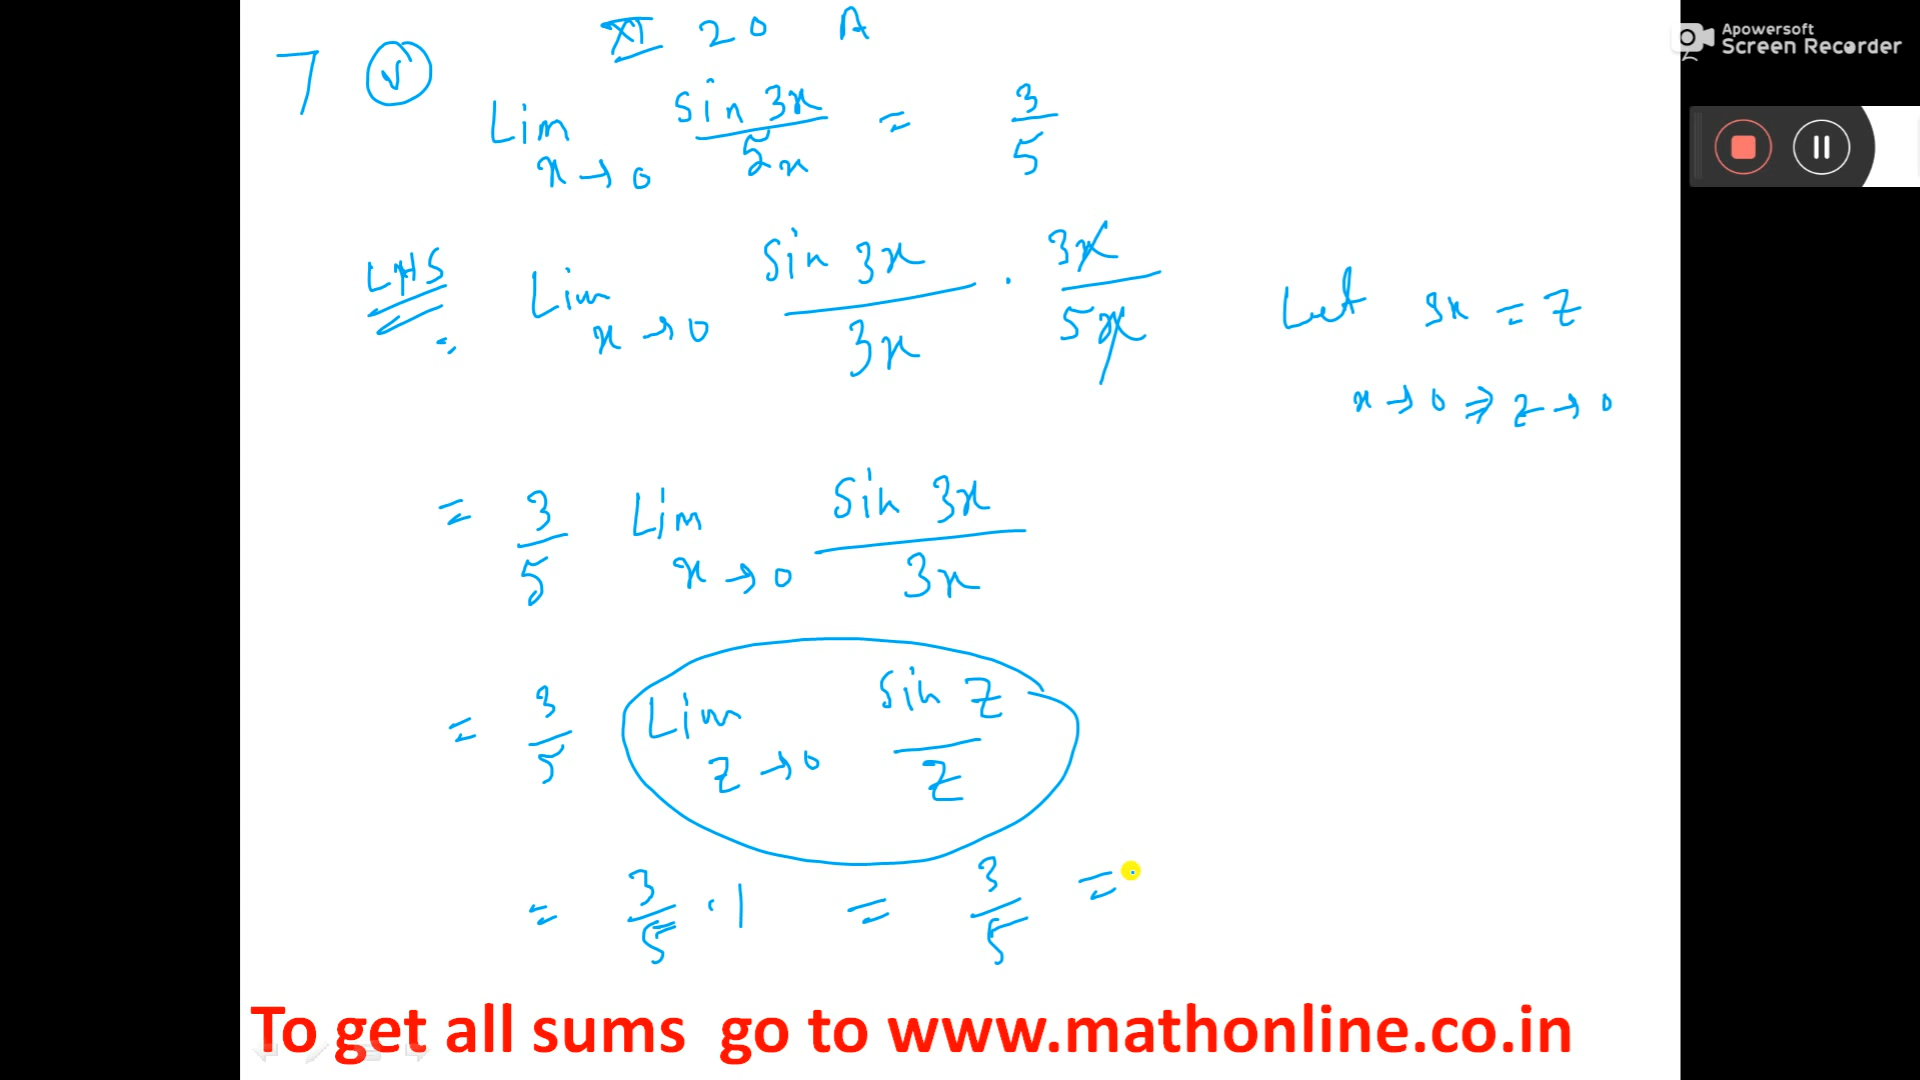 XI 20 A
7 (v)
Lim x→0 sin 3x / 5x = 3/5
LHS = Lim x→0 sin 3x / 3x · 3x / 5x
Let 3x = z
x→0 ⇒ z→0
= 3/5 Lim x→0 sin 3x / 3x
= 3/5 Lim z→0 sin z / z
= 3/5 · 1 = 3/5 =
To get all sums go to www.mathonline.co.in
Apowersoft
Screen Recorder